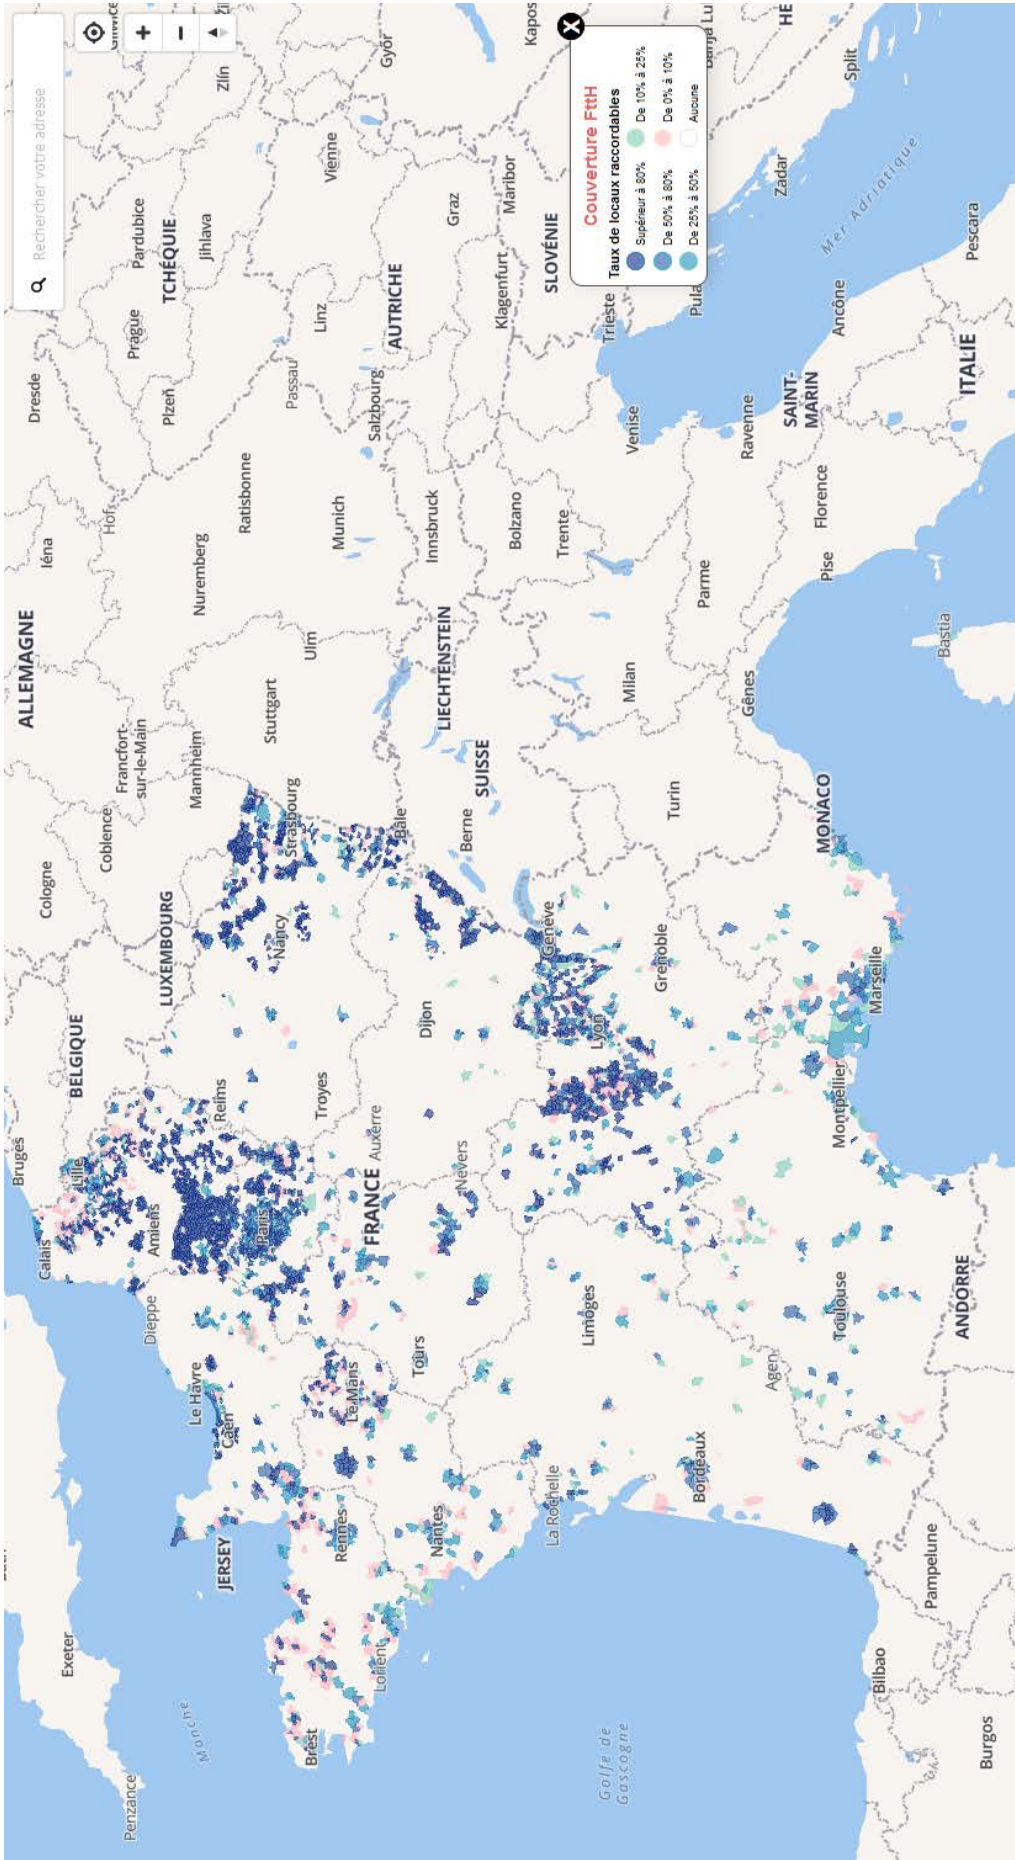 Rechercher votre adresse
+
−
Couverture FttH
Taux de locaux raccordables
Supérieur à 80%
De 50% à 80%
De 25% à 50%
De 10% à 25%
De 0% à 10%
Aucune
X
Penzance
Exeter
Manche
JERSEY
Golfe de
Gascogne
Brest
Lorient
Rennes
Nantes
La Rochelle
Bordeaux
Bilbao
Burgos
Pampelune
ANDORRE
Calais
Bruges
Lille
BELGIQUE
Amiens
Dieppe
Le Havre
Caen
Paris
Reims
Troyes
Le Mans
Tours
FRANCE
Auxerre
Nevers
Dijon
Limoges
Agen
Toulouse
Montpellier
Marseille
Lyon
Grenoble
Genève
Nancy
Strasbourg
LUXEMBOURG
Cologne
Coblence
Francfort-
sur-le-Main
Mannheim
ALLEMAGNE
Stuttgart
Ulm
Bâle
Berne
SUISSE
LIECHTENSTEIN
Turin
Milan
MONACO
Gênes
Bastia
Iéna
Hof
Nuremberg
Ratisbonne
Munich
Innsbruck
Bolzano
Trente
Parme
Pise
Florence
Dresde
Plzeň
Prague
Pardubice
TCHÉQUIE
Jihlava
Zlín
Passau
Linz
Salzbourg
AUTRICHE
Vienne
Győr
Graz
Klagenfurt
Maribor
SLOVÉNIE
Trieste
Pula
Venise
Ravenne
SAINT-
MARIN
Ancône
ITALIE
Pescara
Mer Adriatique
Zadar
Split
Kapos
Banja Lu
HE